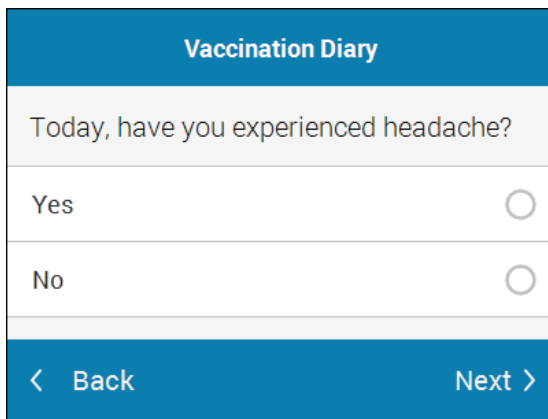 Vaccination Diary
Today, have you experienced headache?
Yes
No
Back Next